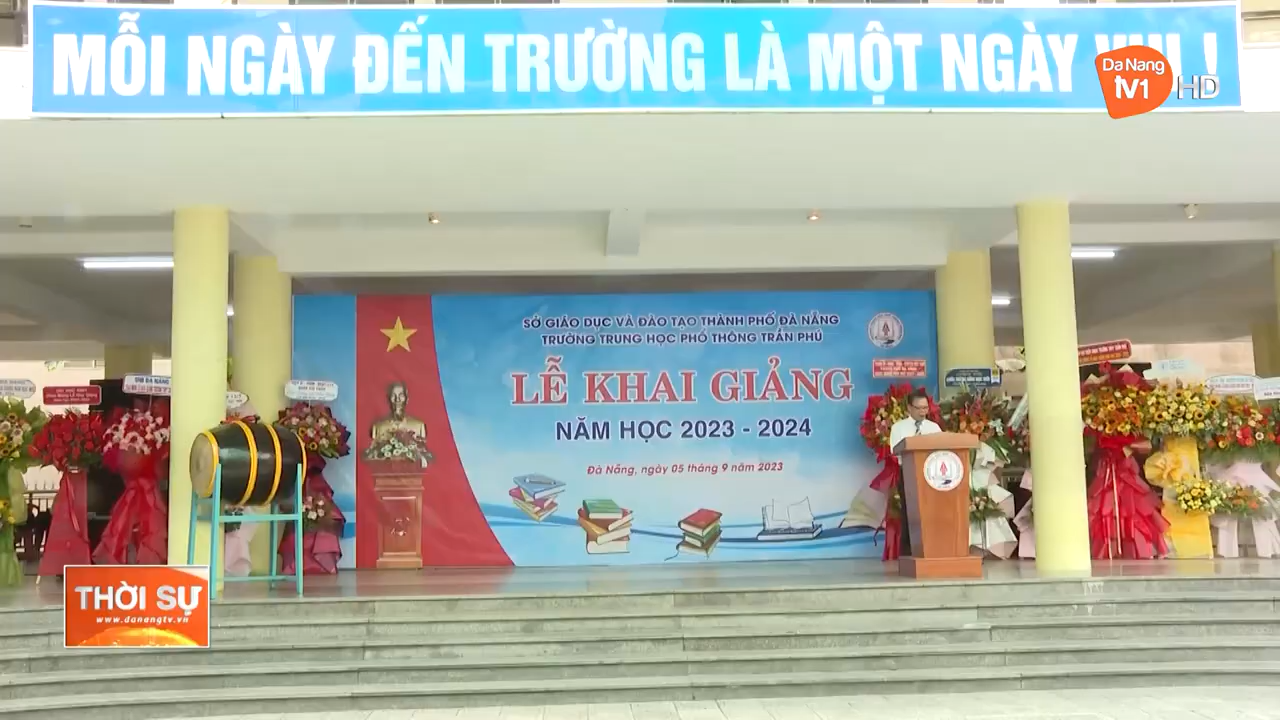 MỖI NGÀY ĐẾN TRƯỜNG LÀ MỘT NGÀY VUI !
Da Nang
tv1 HD
SỞ GIÁO DỤC VÀ ĐÀO TẠO THÀNH PHỐ ĐÀ NẴNG
TRƯỜNG TRUNG HỌC PHỔ THÔNG TRẦN PHÚ
LỄ KHAI GIẢNG
NĂM HỌC 2023 - 2024
Đà Nẵng, ngày 05 tháng 9 năm 2023
THỜI SỰ
www.danangtv.vn